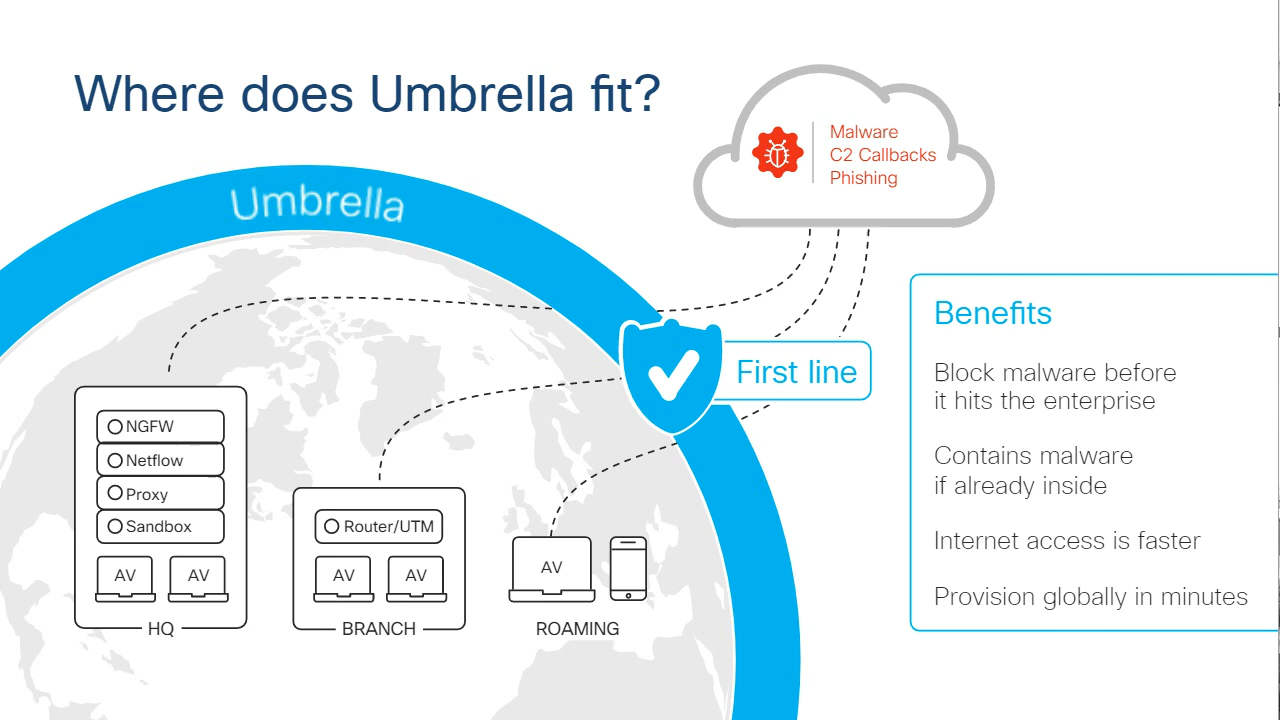 Where does Umbrella fit?
Malware
C2 Callbacks
Phishing
Umbrella
First line
Benefits
Block malware before
it hits the enterprise
Contains malware
if already inside
Internet access is faster
Provision globally in minutes
NGFW
Netflow
Proxy
Sandbox
AV
AV
HQ
Router/UTM
AV
AV
BRANCH
AV
ROAMING